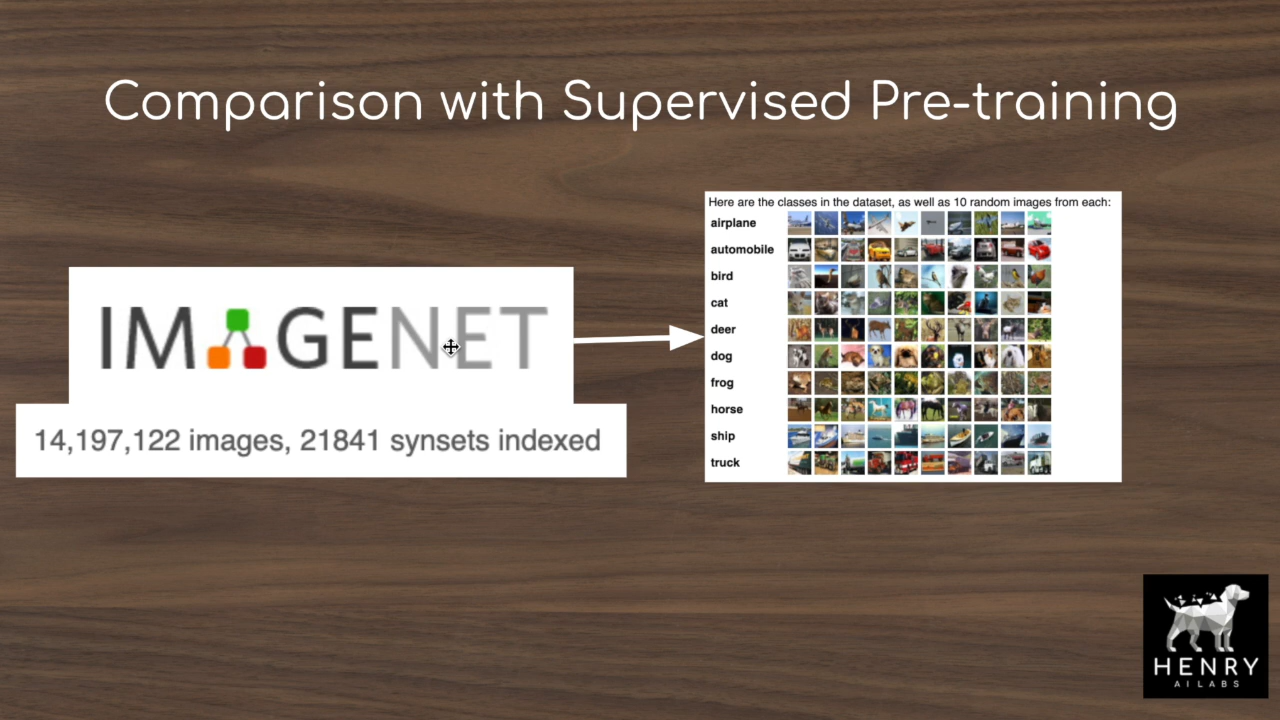 Comparison with Supervised Pre-training
IMAGENET
14,197,122 images, 21841 synsets indexed
Here are the classes in the dataset, as well as 10 random images from each:
airplane
automobile
bird
cat
deer
dog
frog
horse
ship
truck
HENRY
AI LABS